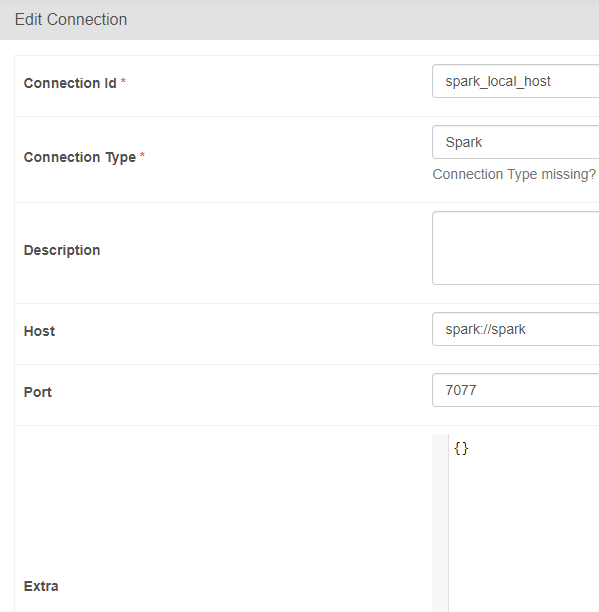 Edit Connection
Connection Id *
spark_local_host
Connection Type *
Spark
Connection Type missing?
Description
Host
spark://spark
Port
7077
{}
Extra